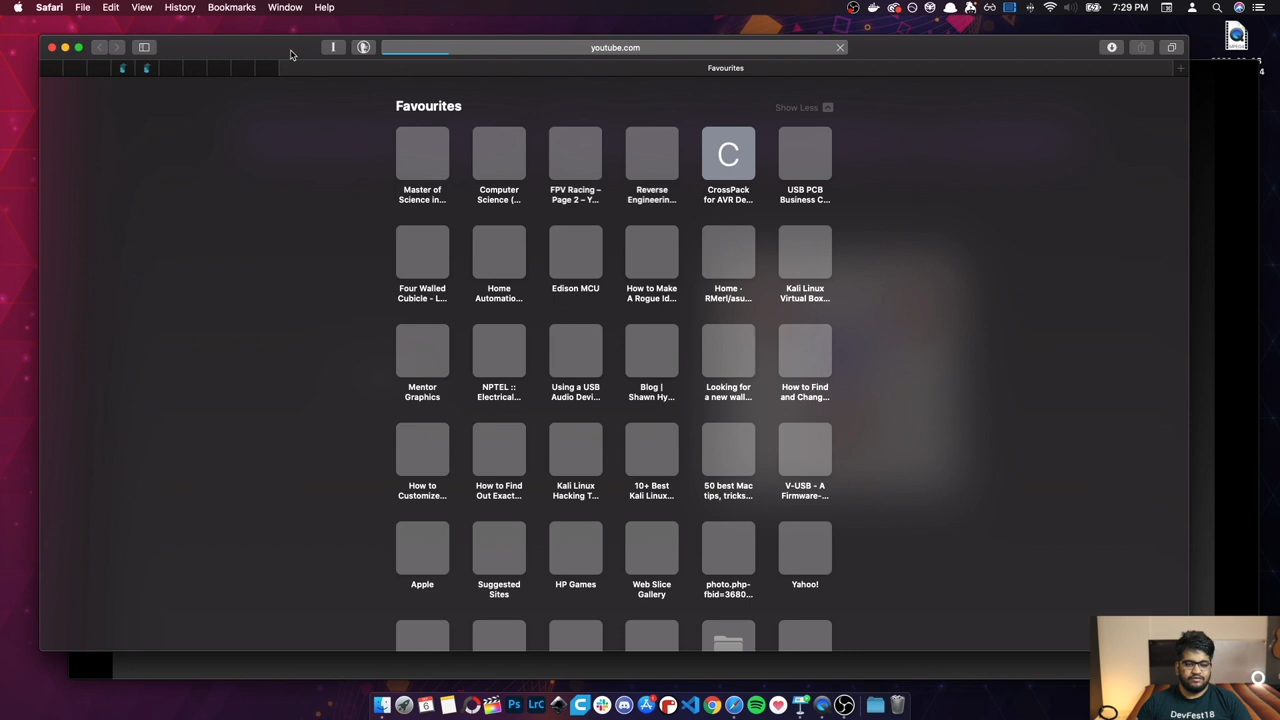 Safari File Edit View History Bookmarks Window Help 7:29 PM
youtube.com
Favourites
Favourites Show Less
C
Master of Science in...
Computer Science (...
FPV Racing – Page 2 – Y...
Reverse Engineerin...
CrossPack for AVR De...
USB PCB Business C...
Four Walled Cubicle - L...
Home Automatio...
Edison MCU
How to Make A Rogue Id...
Home · RMerl/asu...
Kali Linux Virtual Box...
Mentor Graphics
NPTEL :: Electrical...
Using a USB Audio Devi...
Blog | Shawn Hy...
Looking for a new wall...
How to Find and Chang...
How to Customize...
How to Find Out Exact...
Kali Linux Hacking T...
10+ Best Kali Linux...
50 best Mac tips, tricks...
V-USB - A Firmware-...
Apple
Suggested Sites
HP Games
Web Slice Gallery
photo.php-fbid=3680...
Yahoo!
DevFest18
6
Ps LrC